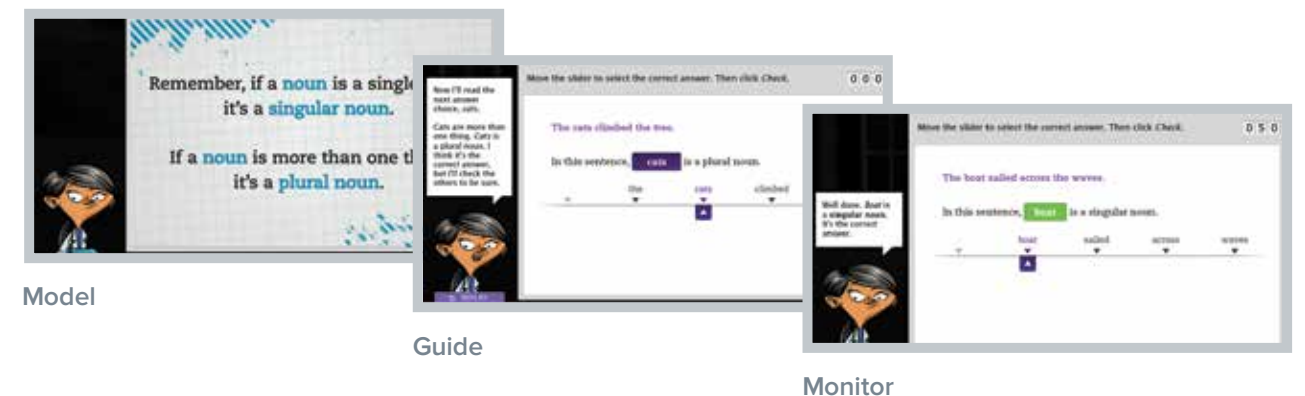 Remember, if a noun is a single
it's a singular noun.
If a noun is more than one t
it's a plural noun.
Model
Move the slider to select the correct answer. Then click Check.
0 0 0
Now I'll read the
next answer
choice, cats.
Cats are more than
one thing. Cats is
a plural noun. I
think it's the
correct answer,
but I'll check the
others to be sure.
The cats climbed the tree.
In this sentence, cats is a plural noun.
the cats climbed
Guide
Move the slider to select the correct answer. Then click Check.
0 5 0
Well done. Boat is
a singular noun.
It's the correct
answer.
The boat sailed across the waves.
In this sentence, boat is a singular noun.
boat sailed across waves
Monitor